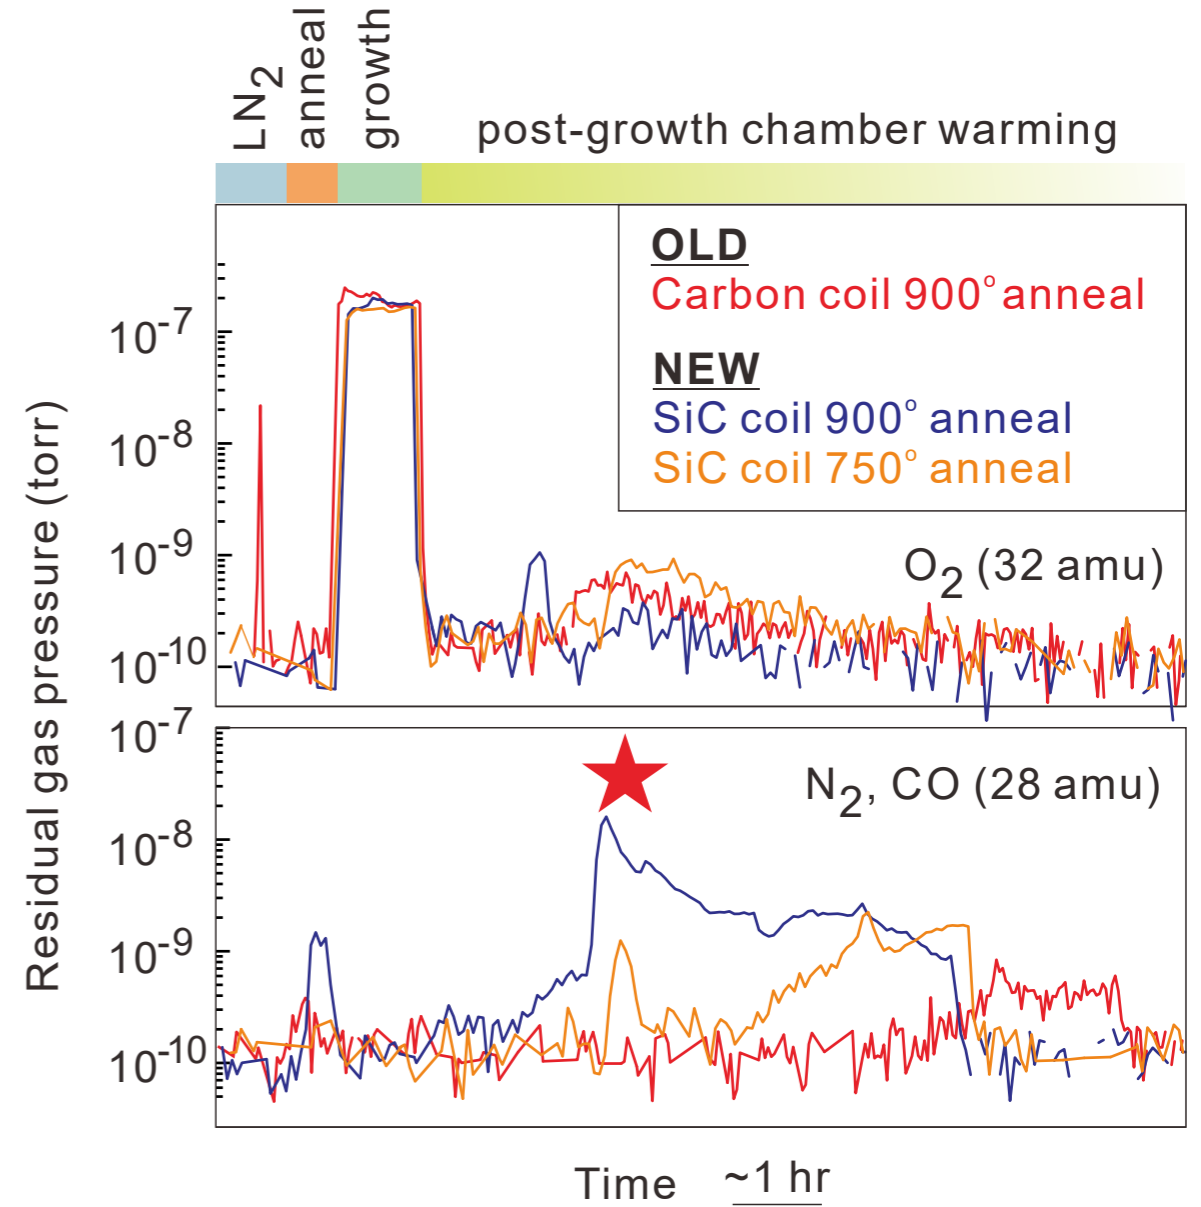 LN2
anneal
growth
post-growth chamber warming
OLD
Carbon coil 900° anneal
NEW
SiC coil 900° anneal
SiC coil 750° anneal
O2 (32 amu)
10-7
10-8
10-9
10-10
Residual gas pressure (torr)
N2, CO (28 amu)
10-7
10-8
10-9
10-10
Time ~1 hr